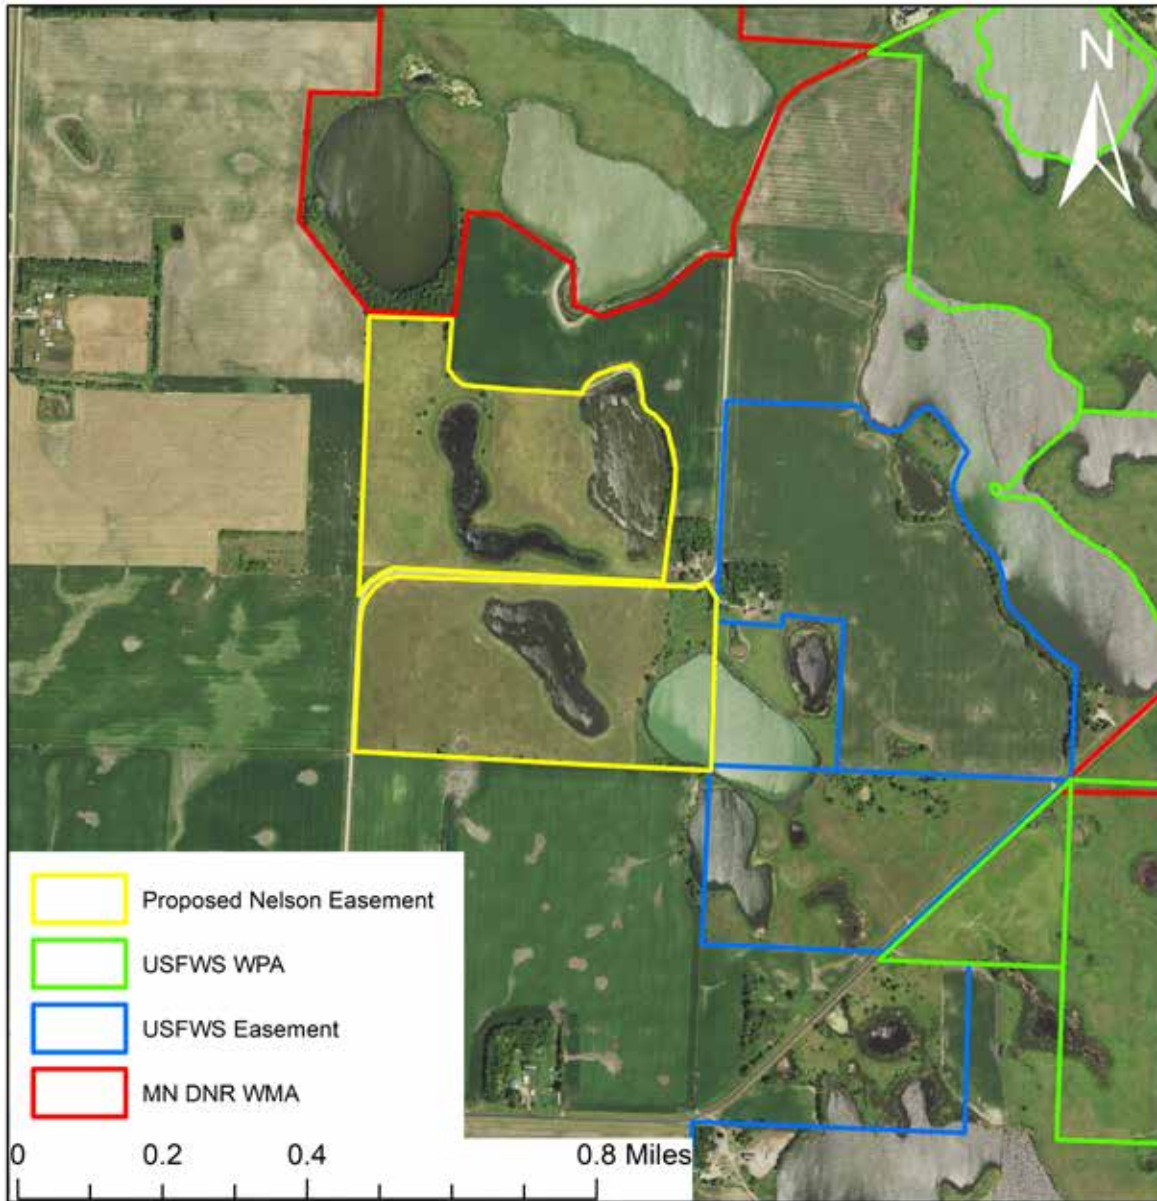 N
Proposed Nelson Easement
USFWS WPA
USFWS Easement
MN DNR WMA
0 0.2 0.4 0.8 Miles